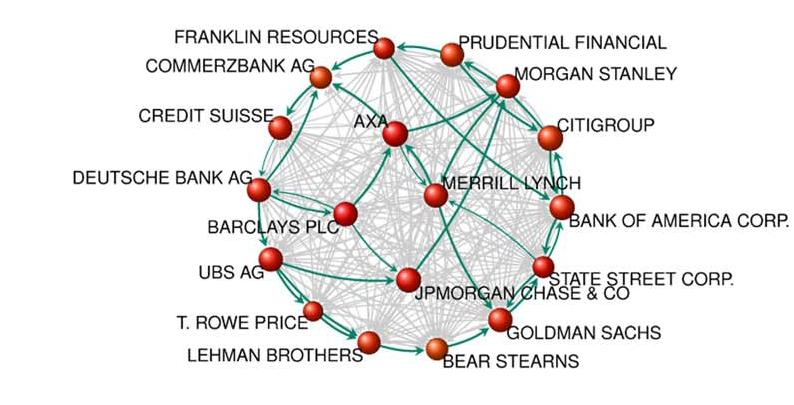 FRANKLIN RESOURCES
PRUDENTIAL FINANCIAL
COMMERZBANK AG
MORGAN STANLEY
CREDIT SUISSE
AXA
CITIGROUP
DEUTSCHE BANK AG
MERRILL LYNCH
BARCLAYS PLC
BANK OF AMERICA CORP.
UBS AG
STATE STREET CORP.
JPMORGAN CHASE & CO
T. ROWE PRICE
GOLDMAN SACHS
LEHMAN BROTHERS
BEAR STEARNS